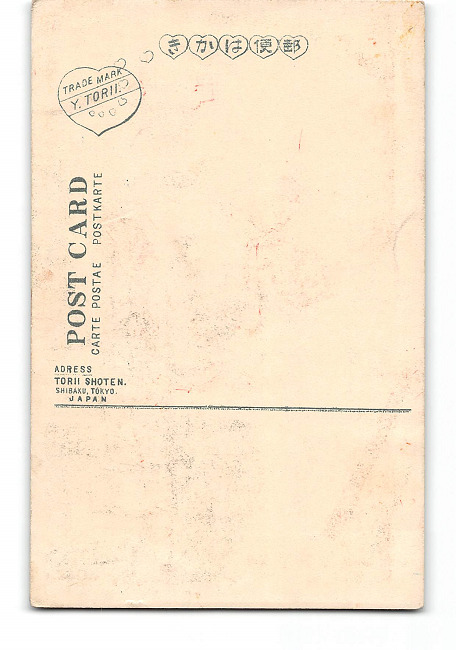 きかは便郵
TRADE MARK
Y. TORII.
POST CARD
CARTE POSTAE POSTKARTE
ADRESS
TORII SHOTEN.
SHIBAKU, TOKYO.
JAPAN